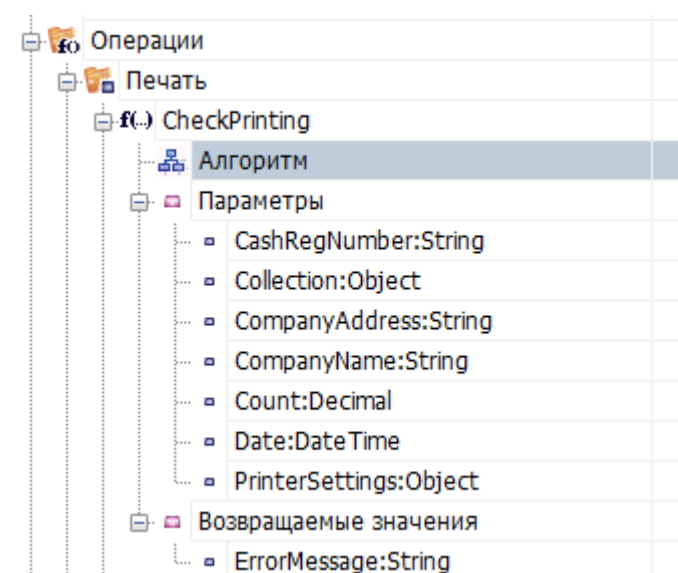 Операции
Печать
f(..) CheckPrinting
Алгоритм
Параметры
CashRegNumber:String
Collection:Object
CompanyAddress:String
CompanyName:String
Count:Decimal
Date:DateTime
PrinterSettings:Object
Возвращаемые значения
ErrorMessage:String